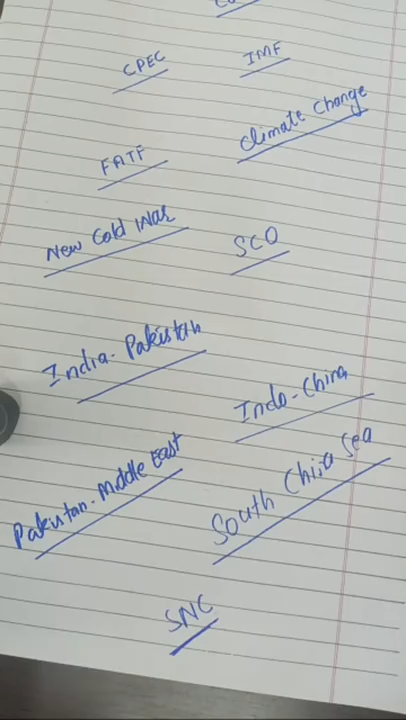 CPEC
IMF
Climate Change
FATF
New Cold War
SCO
India-Pakistan
Indo-China
Pakistan-Middle East
South Chiia Sea
SNC